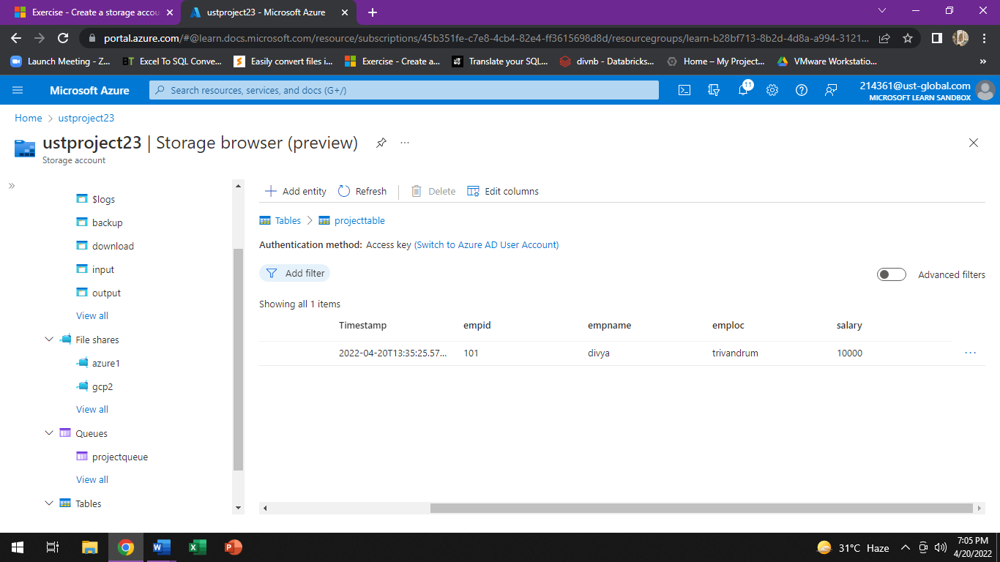 Exercise - Create a storage accou
ustproject23 - Microsoft Azure
portal.azure.com/#@learn.docs.microsoft.com/resource/subscriptions/45b351fe-c7e8-4cb4-82e4-ff3615698d8d/resourcegroups/learn-b28bf713-8b2d-4d8a-a994-3121...
Launch Meeting - Z...
BT Excel To SQL Conve...
Easily convert files i...
Exercise - Create a...
Translate your SQL...
divnb - Databricks...
Home – My Project...
VMware Workstatio...
»
Microsoft Azure
Search resources, services, and docs (G+/)
11
214361@ust-global.com
MICROSOFT LEARN SANDBOX
Home > ustproject23
ustproject23 | Storage browser (preview)
...
Storage account
»
$logs
backup
download
input
output
View all
File shares
azure1
gcp2
View all
Queues
projectqueue
View all
Tables
Add entity
Refresh
Delete
Edit columns
Tables > projecttable
Authentication method: Access key (Switch to Azure AD User Account)
Add filter
Advanced filters
Showing all 1 items
Timestamp empid empname emploc salary
2022-04-20T13:35:25.57... 101 divya trivandrum 10000 ...
31°C Haze
7:05 PM
4/20/2022